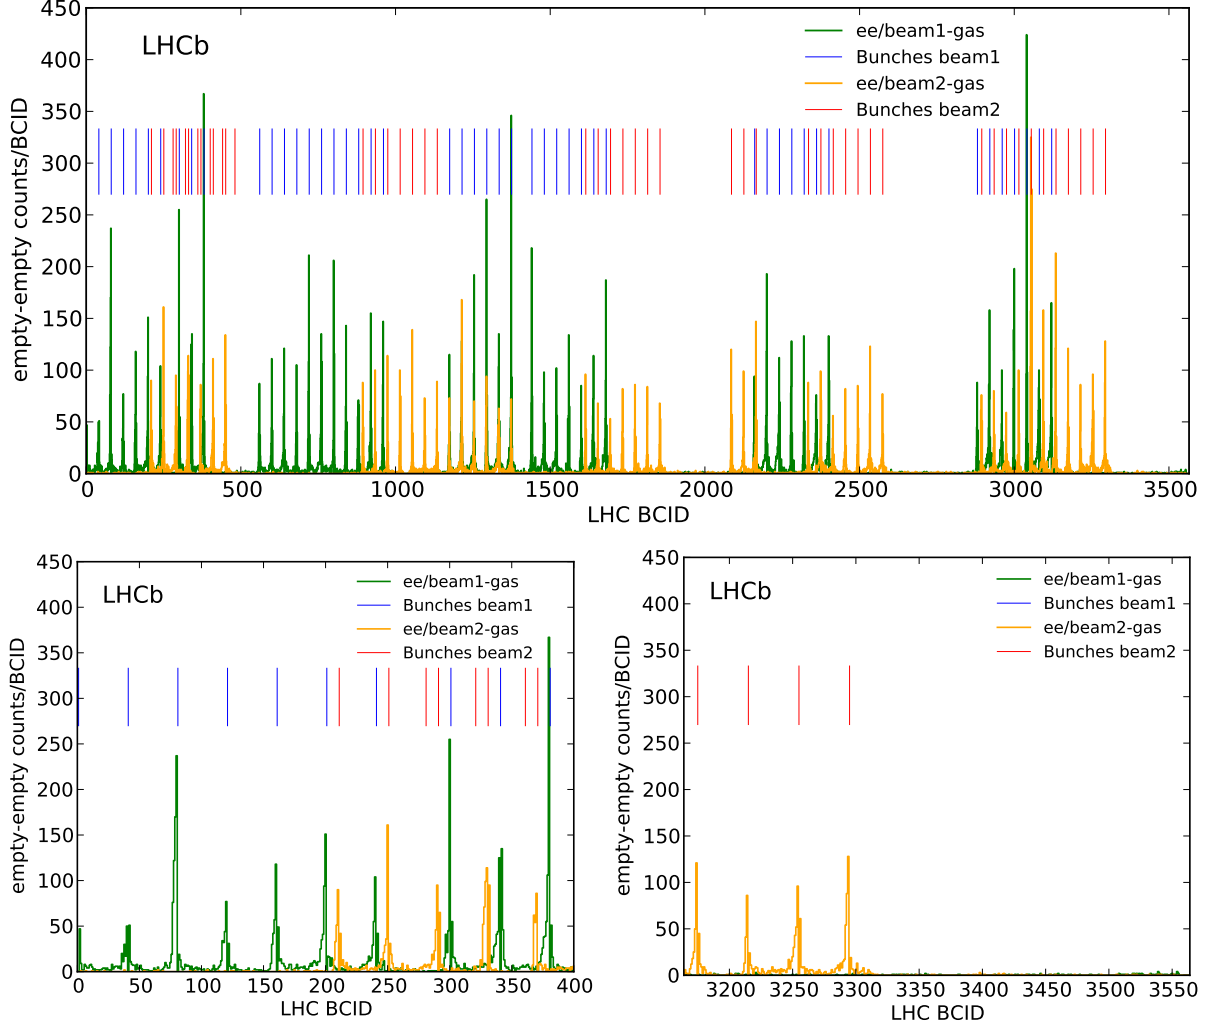 450
400
350
300
250
200
150
100
50
0
empty-empty counts/BCID
LHCb
ee/beam1-gas
Bunches beam1
ee/beam2-gas
Bunches beam2
0 500 1000 1500 2000 2500 3000 3500
LHC BCID
450
400
350
300
250
200
150
100
50
0
empty-empty counts/BCID
LHCb
ee/beam1-gas
Bunches beam1
ee/beam2-gas
Bunches beam2
0 50 100 150 200 250 300 350 400
LHC BCID
450
400
350
300
250
200
150
100
50
0
empty-empty counts/BCID
LHCb
ee/beam1-gas
Bunches beam1
ee/beam2-gas
Bunches beam2
3200 3250 3300 3350 3400 3450 3500 3550
LHC BCID